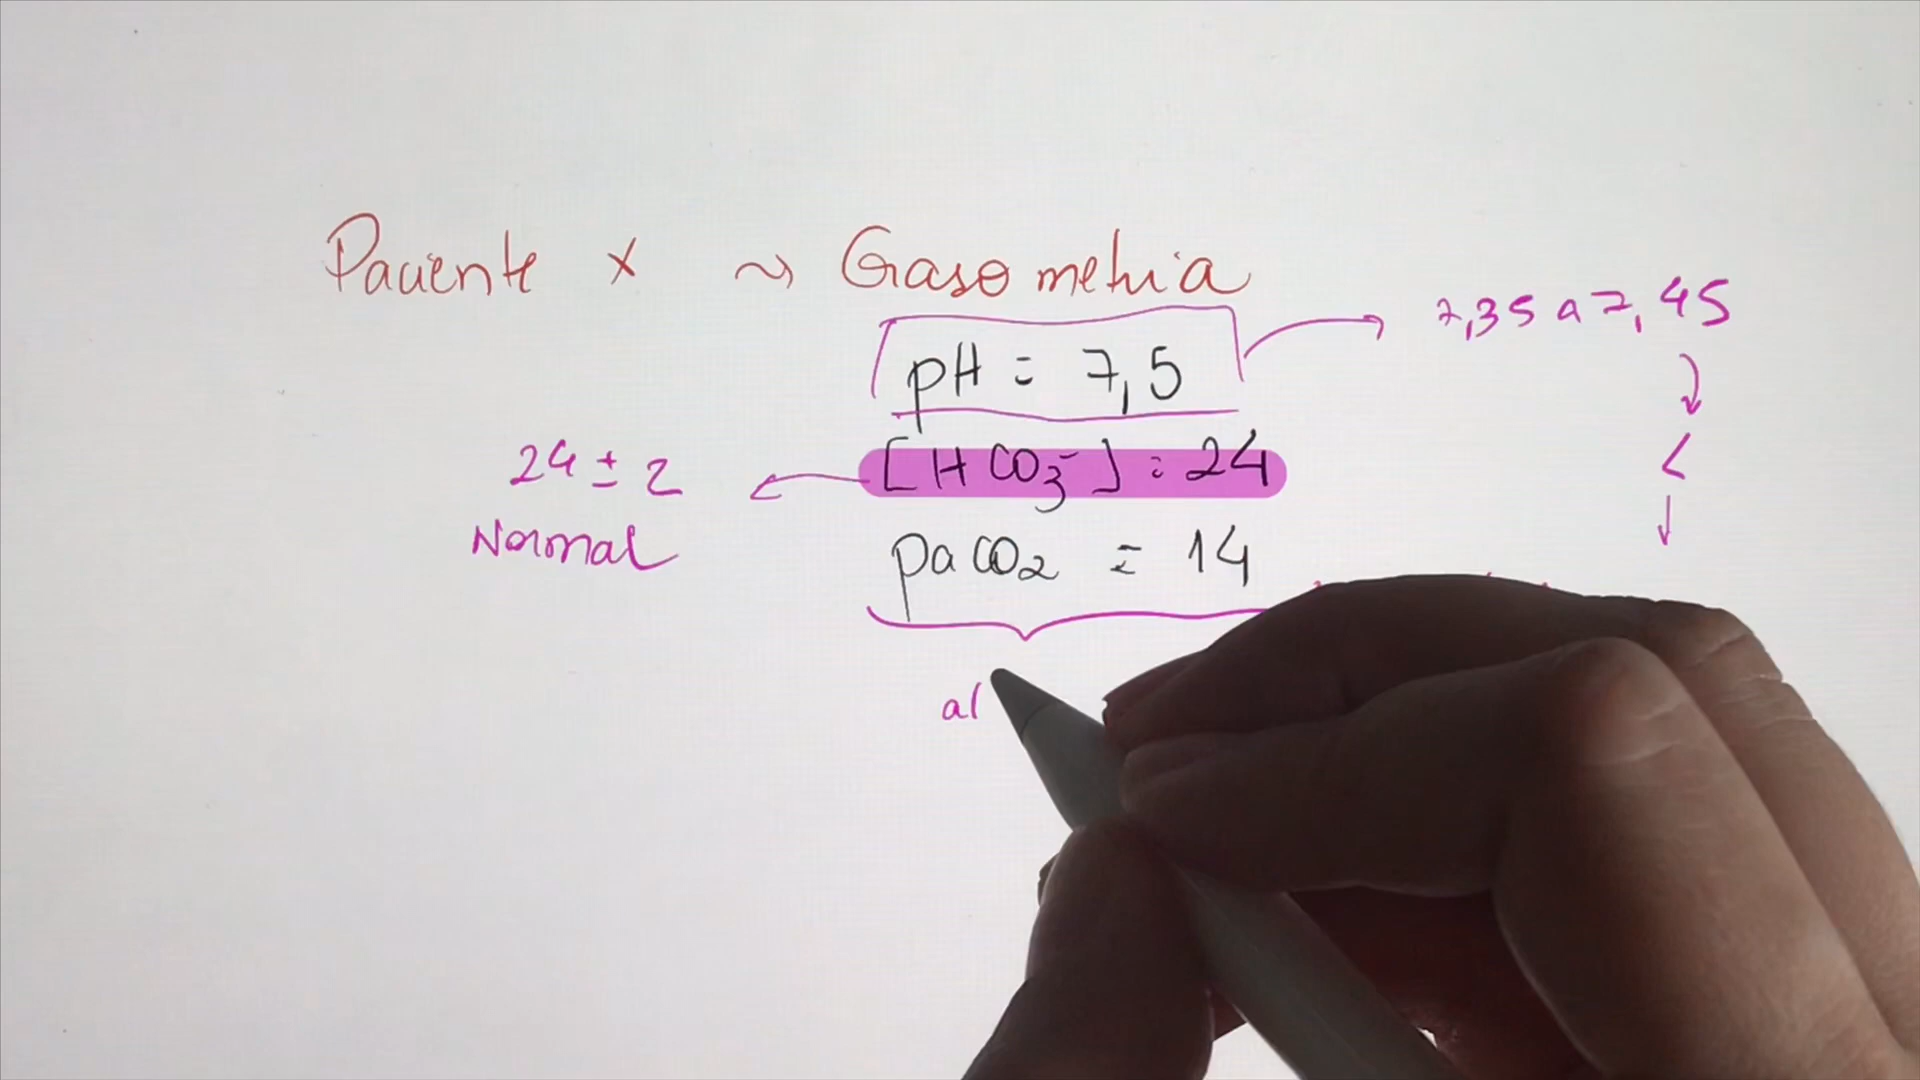 Paciente x ~> Gasometria
7,35 a 7,45
pH = 7,5
24 ± 2
[HCO3-] = 24
<
Normal
paCO2 = 14
al